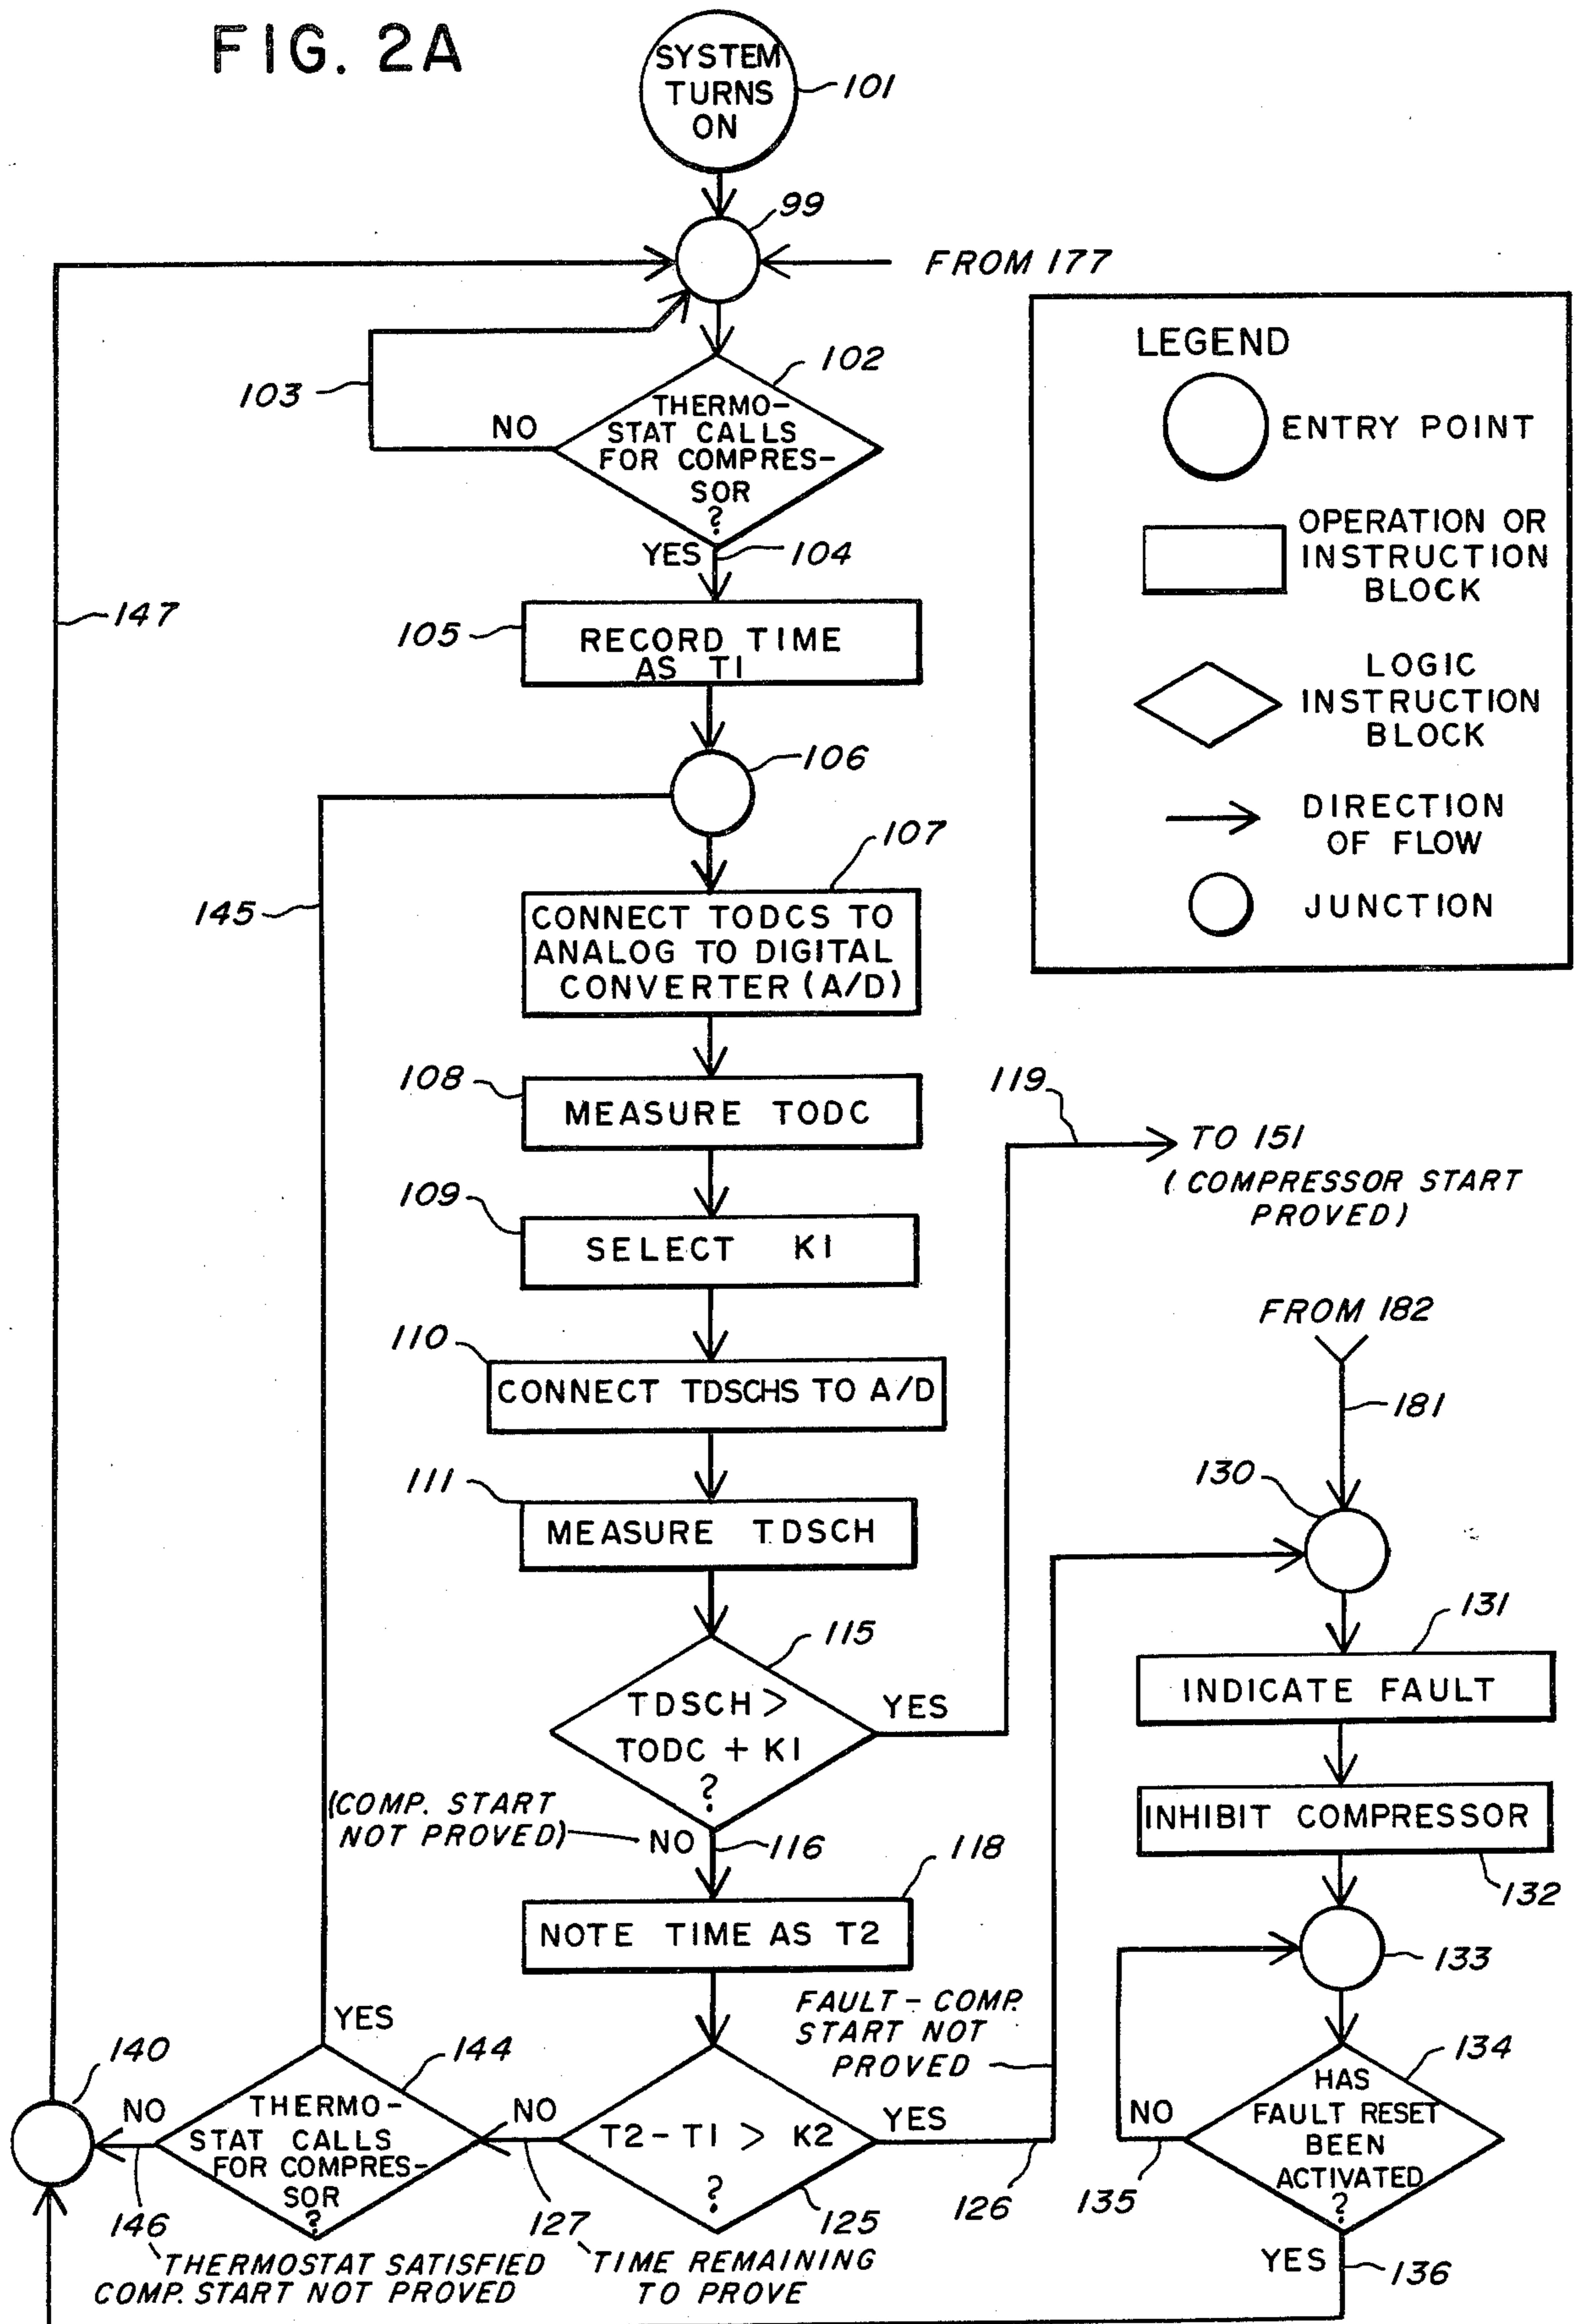 FIG. 2A
SYSTEM
TURNS
ON
101
99
FROM 177
LEGEND
ENTRY POINT
OPERATION OR
INSTRUCTION
BLOCK
LOGIC
INSTRUCTION
BLOCK
DIRECTION
OF FLOW
JUNCTION
102
103
NO
THERMO-
STAT CALLS
FOR COMPRES-
SOR
?
YES
104
147
105
RECORD TIME
AS T1
106
107
145
CONNECT TODCS TO
ANALOG TO DIGITAL
CONVERTER (A/D)
108
MEASURE TODC
119
TO 151
(COMPRESSOR START
PROVED)
109
SELECT K1
110
CONNECT TDSCHS TO A/D
FROM 182
181
111
MEASURE TDSCH
130
115
TDSCH >
TODC + K1
?
YES
131
INDICATE FAULT
(COMP. START
NOT PROVED)
NO
116
INHIBIT COMPRESSOR
132
118
NOTE TIME AS T2
133
FAULT - COMP.
START NOT
PROVED
YES
140
144
134
NO
THERMO-
STAT CALLS
FOR COMPRES-
SOR
?
NO
T2-T1 > K2
?
YES
NO
HAS
FAULT RESET
BEEN
ACTIVATED
?
146
127
125
126
135
THERMOSTAT SATISFIED
COMP. START NOT PROVED
TIME REMAINING
TO PROVE
YES
136